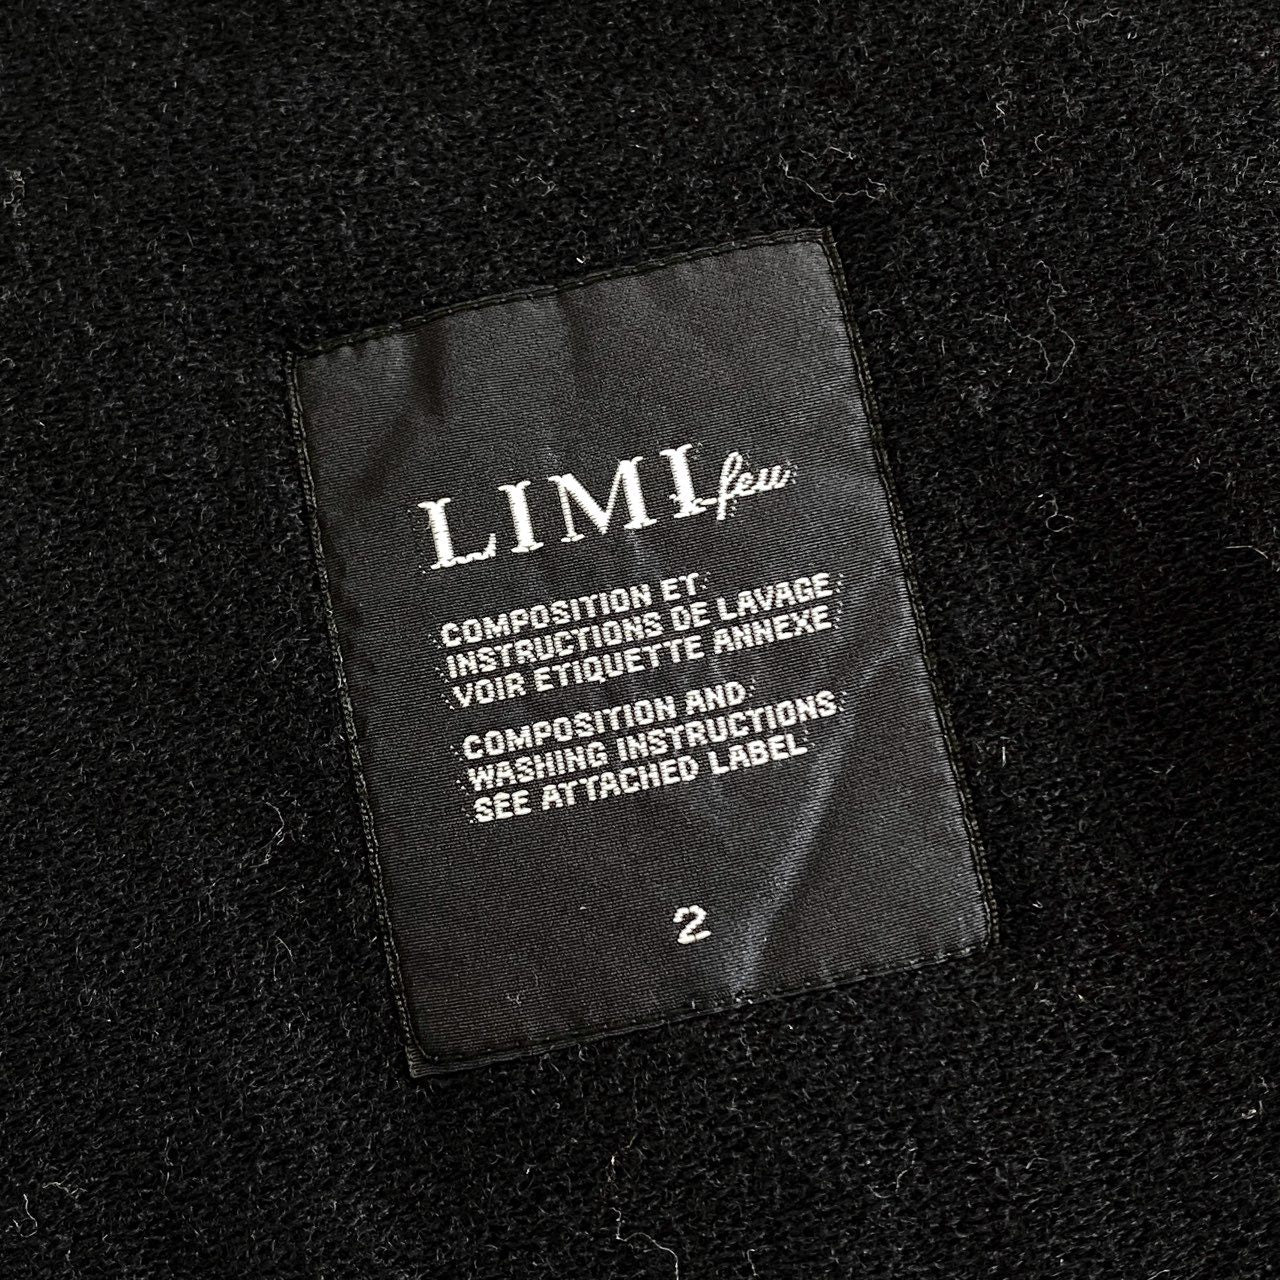 LIMI feu
COMPOSITION ET
INSTRUCTIONS DE LAVAGE
VOIR ETIQUETTE ANNEXE
COMPOSITION AND
WASHING INSTRUCTIONS
SEE ATTACHED LABEL
2